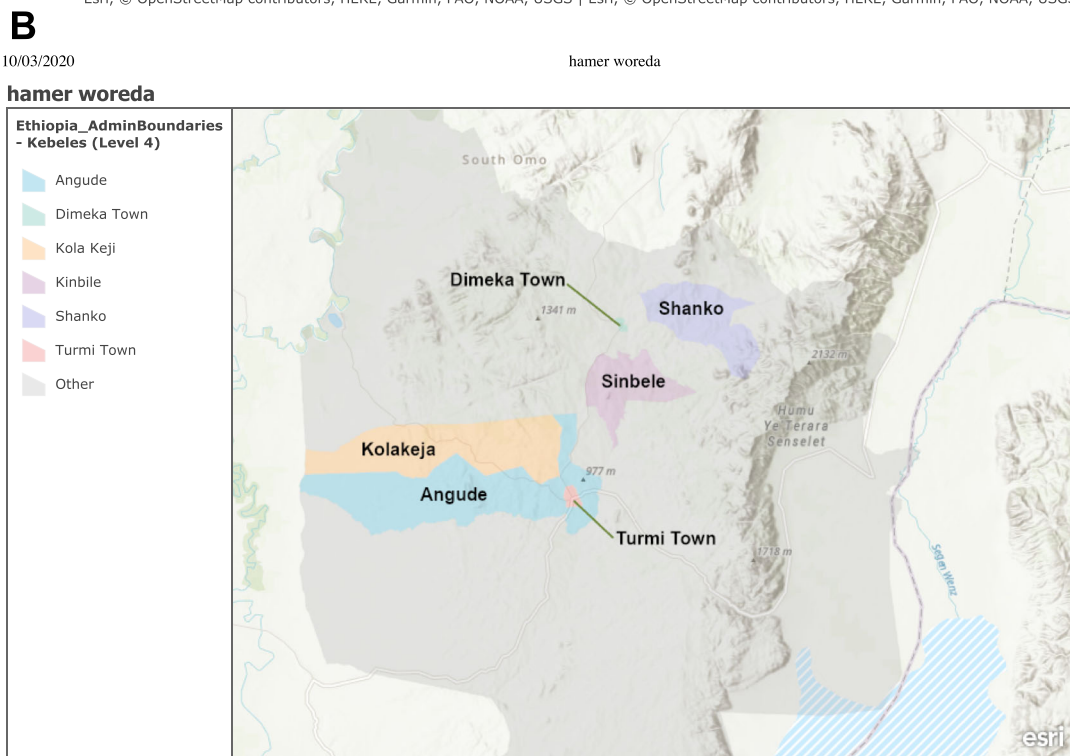 Esri, © OpenStreetMap contributors, HERE, Garmin, FAO, NOAA, USGS | Esri, © OpenStreetMap contributors, HERE, Garmin, FAO, NOAA, USGS
B
10/03/2020 hamer woreda
hamer woreda
Ethiopia_AdminBoundaries
- Kebeles (Level 4)
Angude
Dimeka Town
Kola Keji
Kinbile
Shanko
Turmi Town
Other
South Omo
Dimeka Town
1341 m
Shanko
2132 m
Sinbele
Humu
Ye Terara
Senselet
Kolakeja
977 m
Angude
Turmi Town
1718 m
Segen Wenz
esri